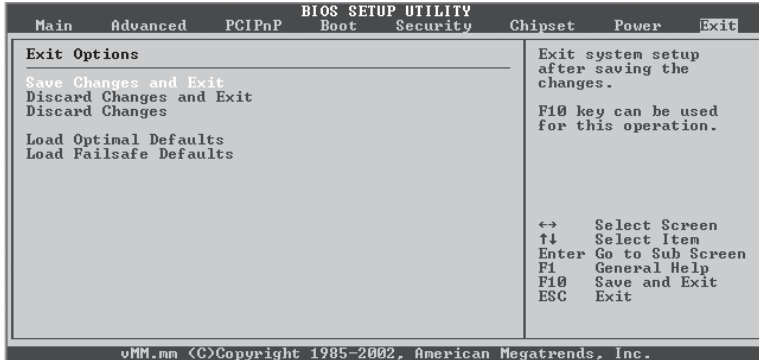 BIOS SETUP UTILITY
Main Advanced PCIPnP Boot Security Chipset Power Exit
Exit Options
Save Changes and Exit
Discard Changes and Exit
Discard Changes
Load Optimal Defaults
Load Failsafe Defaults
Exit system setup
after saving the
changes.
F10 key can be used
for this operation.
↔ Select Screen
↑↓ Select Item
Enter Go to Sub Screen
F1 General Help
F10 Save and Exit
ESC Exit
vMM.mm (C)Copyright 1985-2002, American Megatrends, Inc.